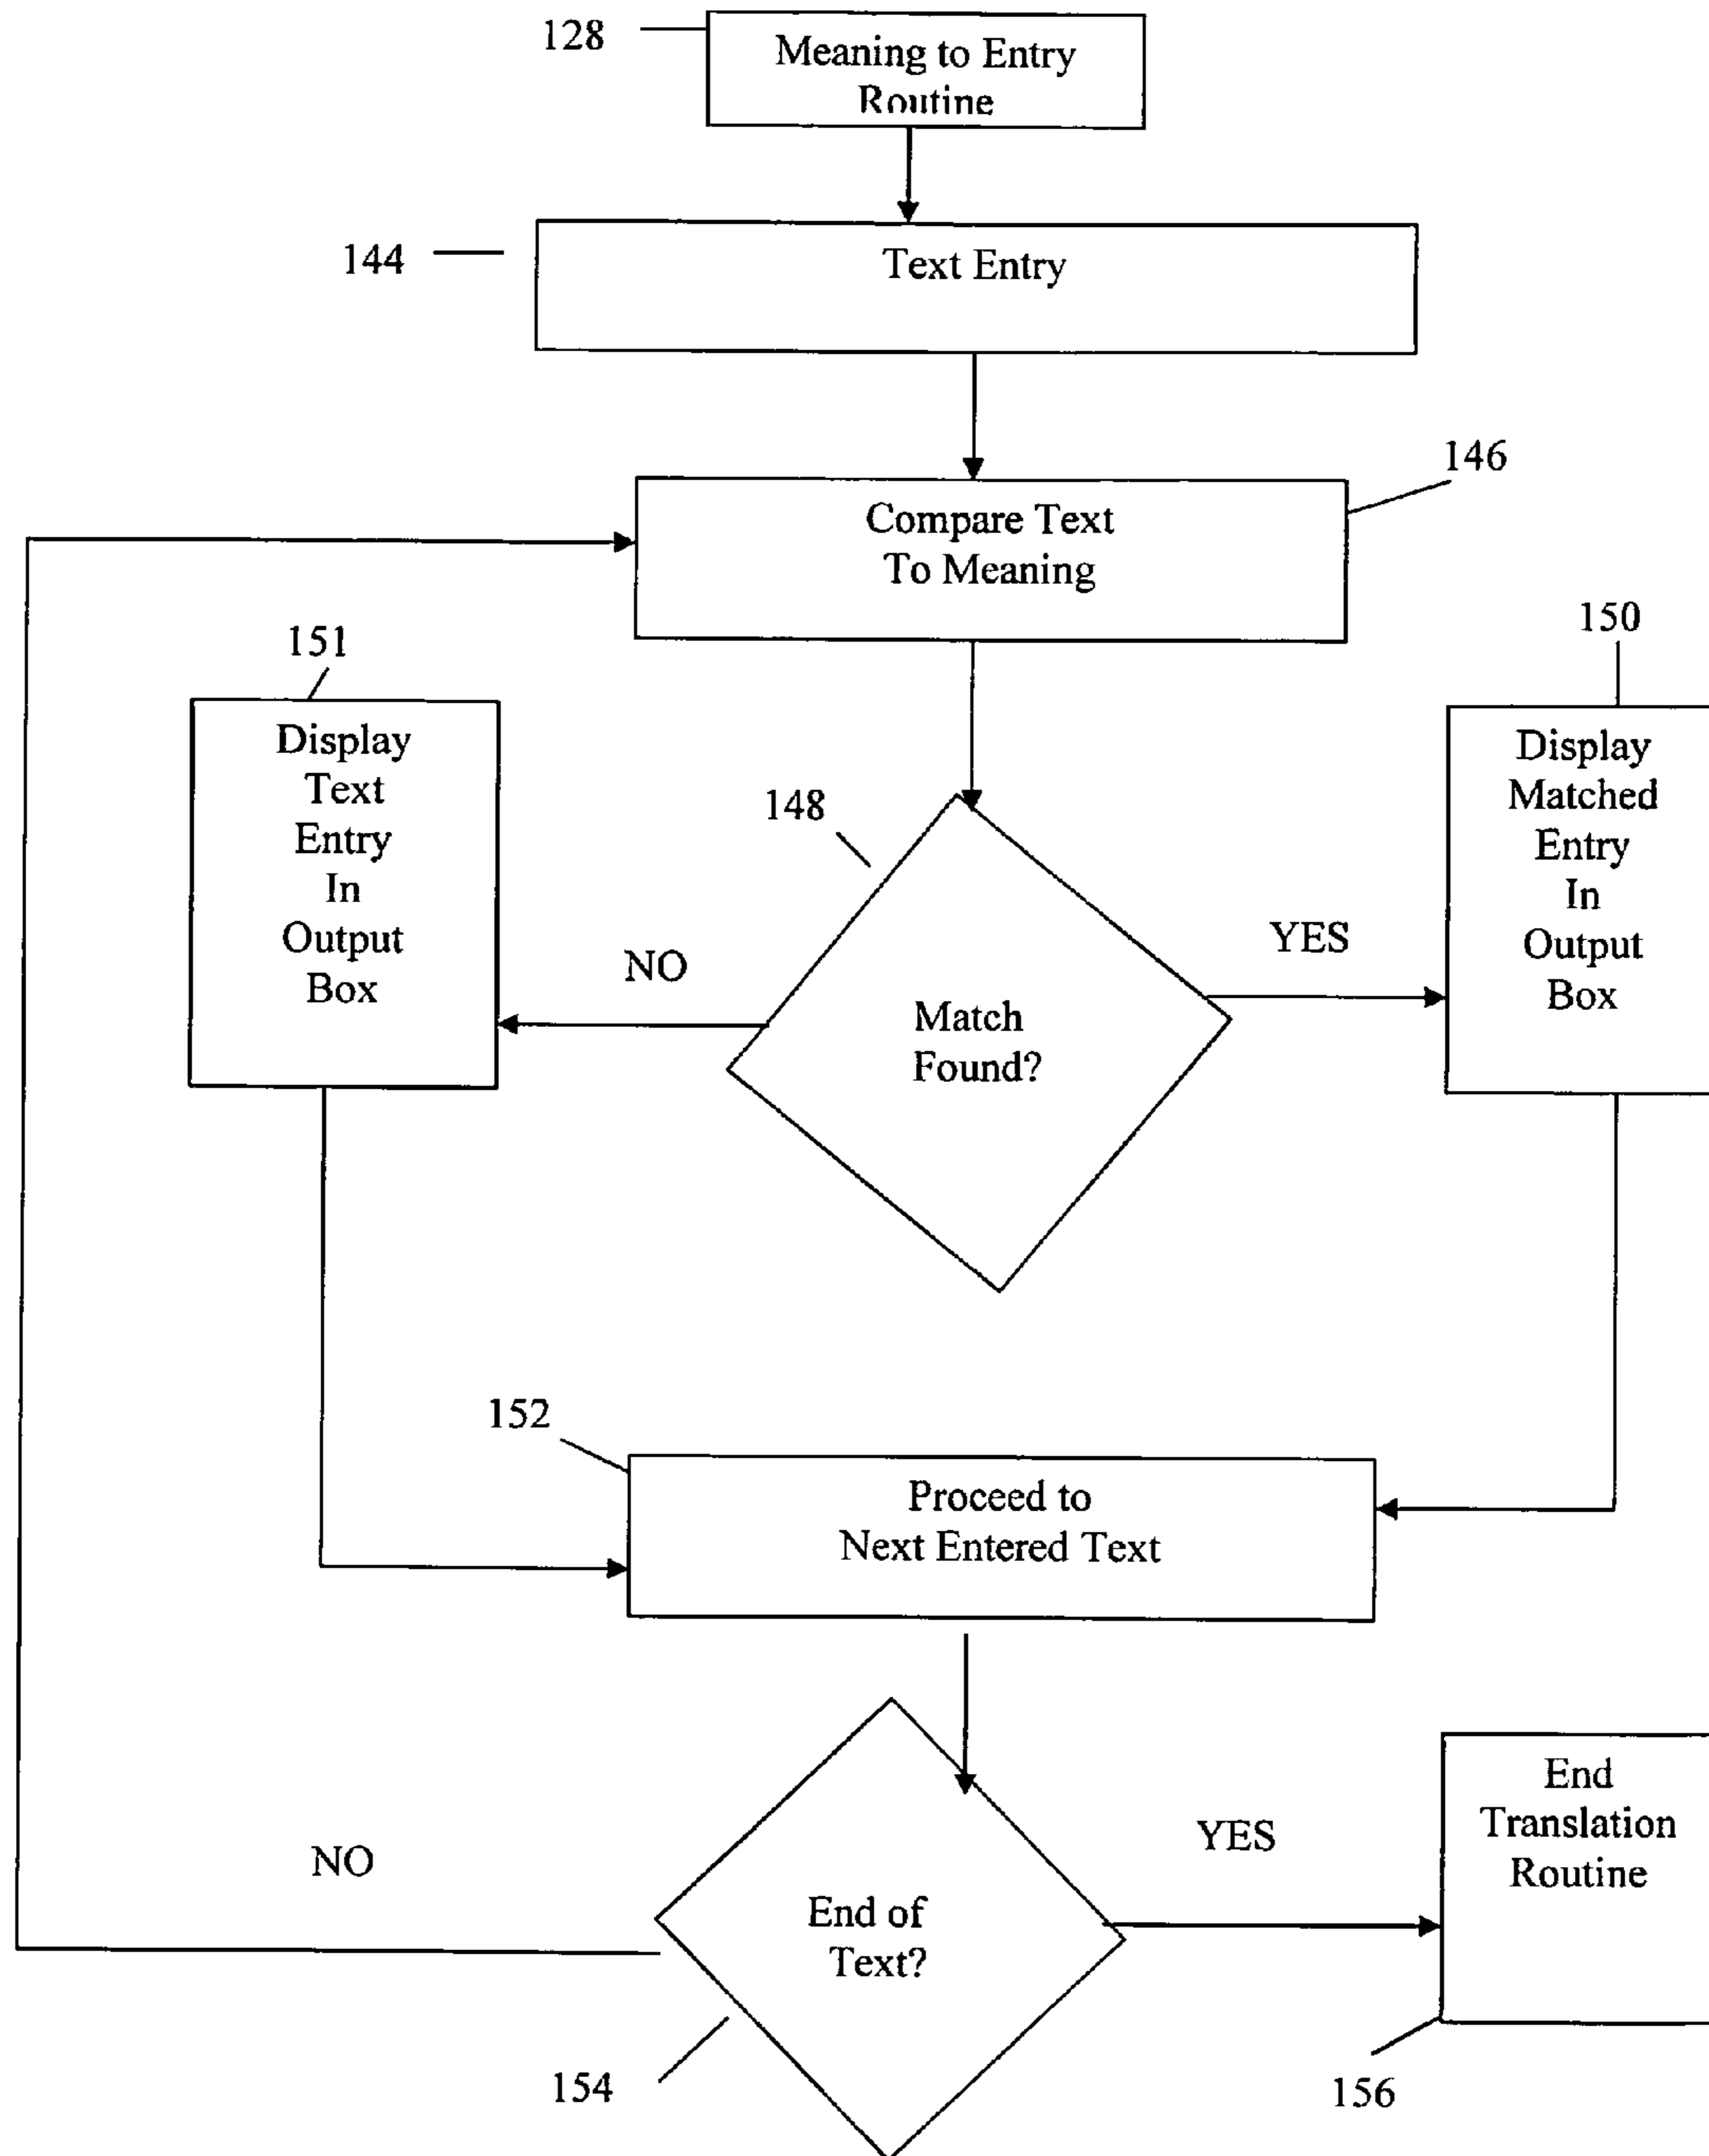 128
Meaning to Entry
Routine
144
Text Entry
146
Compare Text
To Meaning
151
150
Display
Text
Entry
In
Output
Box
Display
Matched
Entry
In
Output
Box
148
NO
YES
Match
Found?
152
Proceed to
Next Entered Text
NO
YES
End of
Text?
End
Translation
Routine
154
156